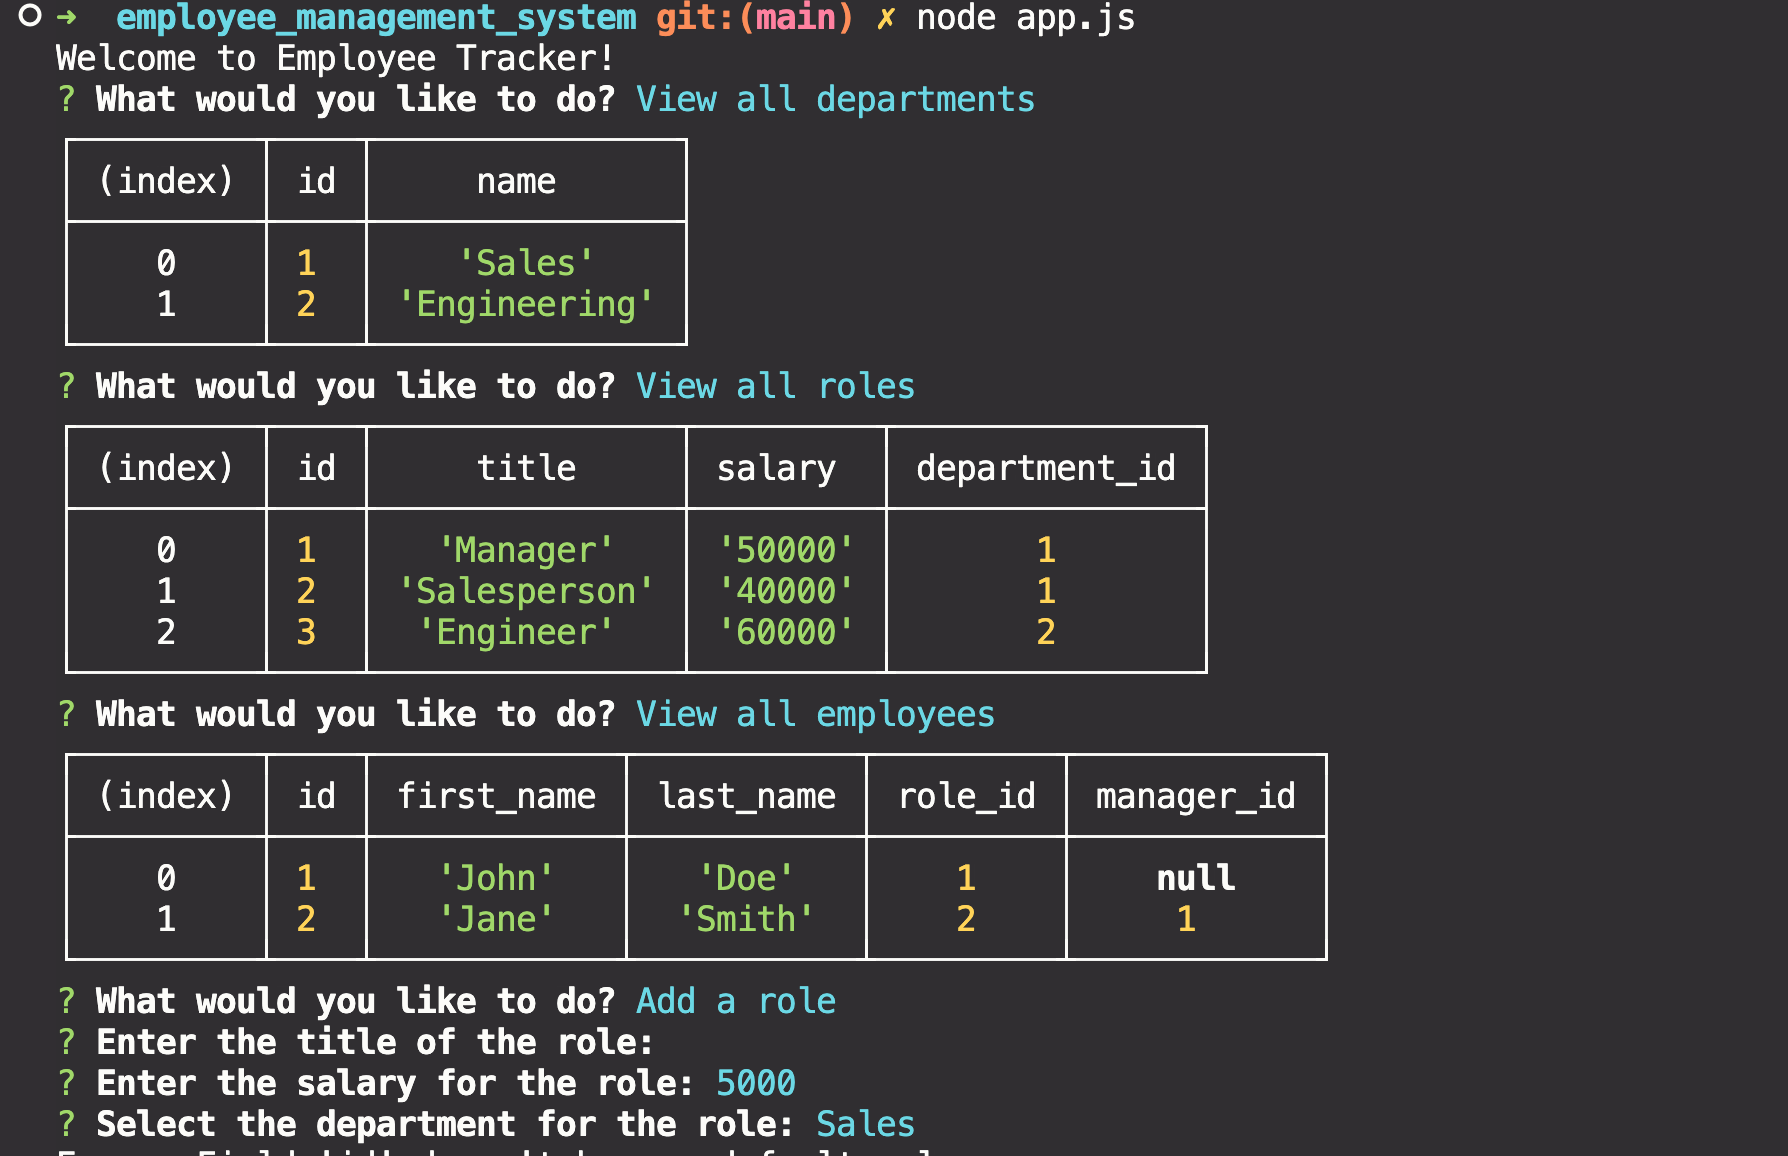 ➜ employee_management_system git:(main) ✗ node app.js
Welcome to Employee Tracker!
? What would you like to do? View all departments
(index) id name
0 1 'Sales'
1 2 'Engineering'
? What would you like to do? View all roles
(index) id title salary department_id
0 1 'Manager' '50000' 1
1 2 'Salesperson' '40000' 1
2 3 'Engineer' '60000' 2
? What would you like to do? View all employees
(index) id first_name last_name role_id manager_id
0 1 'John' 'Doe' 1 null
1 2 'Jane' 'Smith' 2 1
? What would you like to do? Add a role
? Enter the title of the role:
? Enter the salary for the role: 5000
? Select the department for the role: Sales